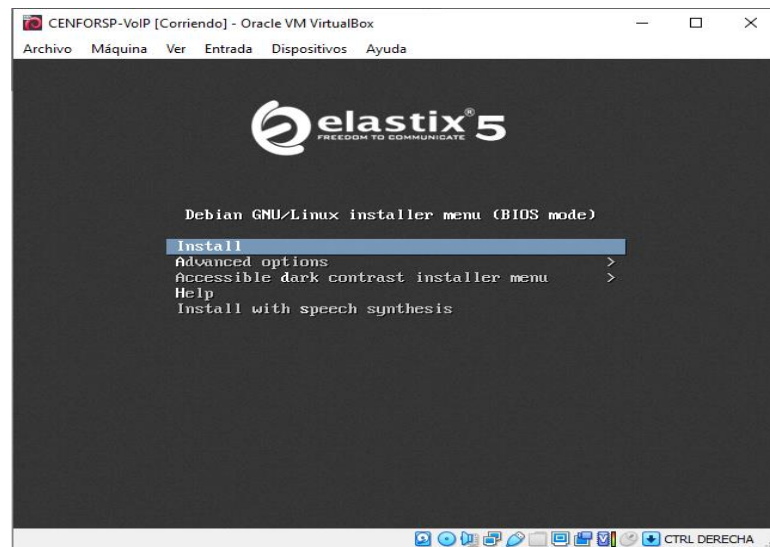 CENFORSP-VoIP [Corriendo] - Oracle VM VirtualBox
Archivo Máquina Ver Entrada Dispositivos Ayuda
elastix® 5
FREEDOM TO COMMUNICATE
Debian GNU/Linux installer menu (BIOS mode)
Install
Advanced options >
Accessible dark contrast installer menu >
Help
Install with speech synthesis
CTRL DERECHA